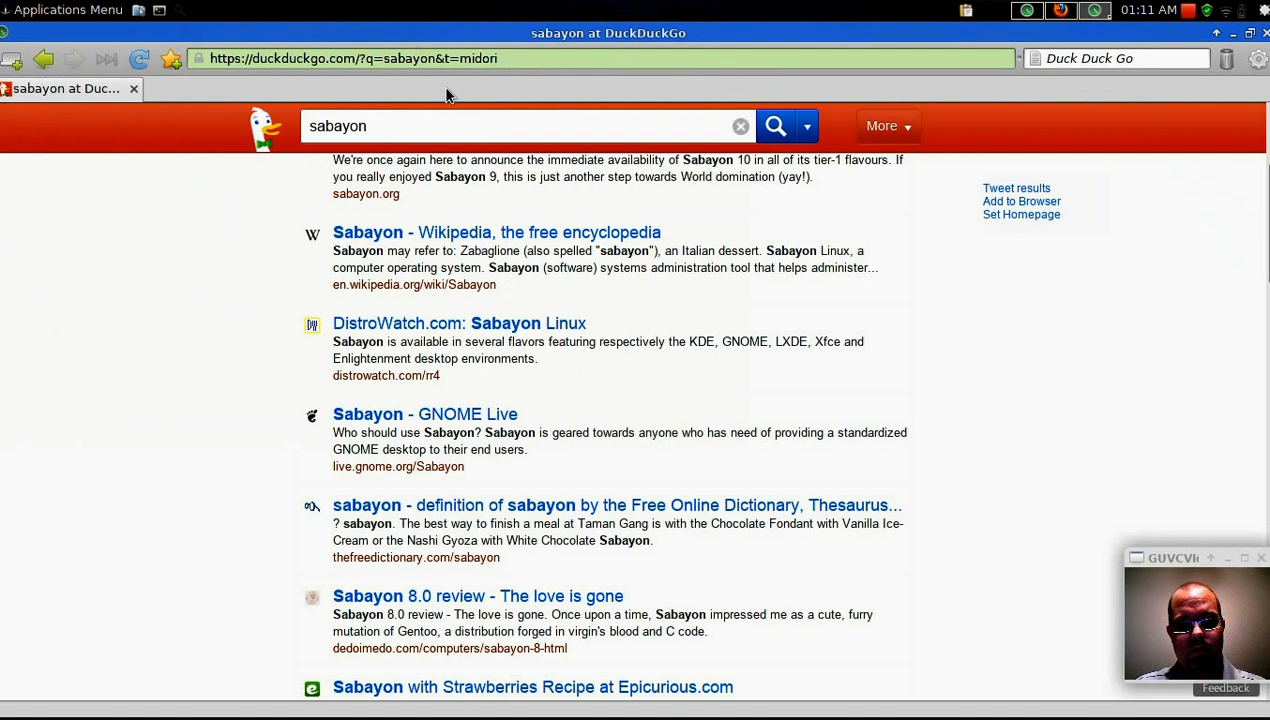 Applications Menu
01:11 AM
sabayon at DuckDuckGo
https://duckduckgo.com/?q=sabayon&t=midori
Duck Duck Go
sabayon at Duc...
sabayon
More
We're once again here to announce the immediate availability of Sabayon 10 in all of its tier-1 flavours. If
you really enjoyed Sabayon 9, this is just another step towards World domination (yay!).
sabayon.org
Tweet results
Add to Browser
Set Homepage
W
Sabayon - Wikipedia, the free encyclopedia
Sabayon may refer to: Zabaglione (also spelled "sabayon"), an Italian dessert. Sabayon Linux, a
computer operating system. Sabayon (software) systems administration tool that helps administer...
en.wikipedia.org/wiki/Sabayon
DW
DistroWatch.com: Sabayon Linux
Sabayon is available in several flavors featuring respectively the KDE, GNOME, LXDE, Xfce and
Enlightenment desktop environments.
distrowatch.com/rr4
Sabayon - GNOME Live
Who should use Sabayon? Sabayon is geared towards anyone who has need of providing a standardized
GNOME desktop to their end users.
live.gnome.org/Sabayon
sabayon - definition of sabayon by the Free Online Dictionary, Thesaurus...
? sabayon. The best way to finish a meal at Taman Gang is with the Chocolate Fondant with Vanilla Ice-
Cream or the Nashi Gyoza with White Chocolate Sabayon.
thefreedictionary.com/sabayon
Sabayon 8.0 review - The love is gone
Sabayon 8.0 review - The love is gone. Once upon a time, Sabayon impressed me as a cute, furry
mutation of Gentoo, a distribution forged in virgin's blood and C code.
dedoimedo.com/computers/sabayon-8-html
e
Sabayon with Strawberries Recipe at Epicurious.com
GUVCVI
Feedback